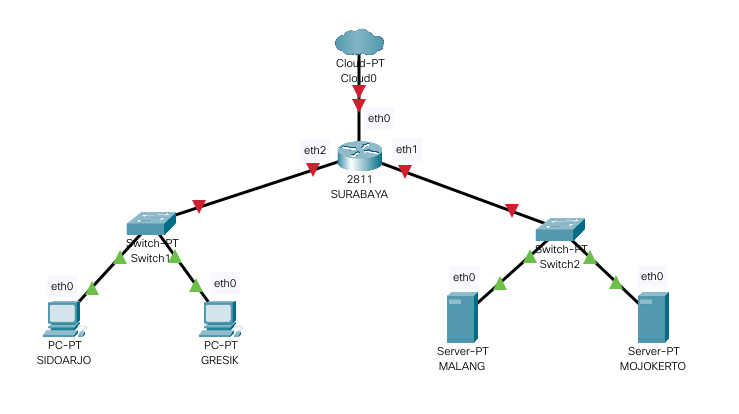 Cloud-PT
Cloud0
eth0
eth2
eth1
2811
SURABAYA
Switch-PT
Switch1
Switch-PT
Switch2
eth0
eth0
eth0
eth0
PC-PT
SIDOARJO
PC-PT
GRESIK
Server-PT
MALANG
Server-PT
MOJOKERTO